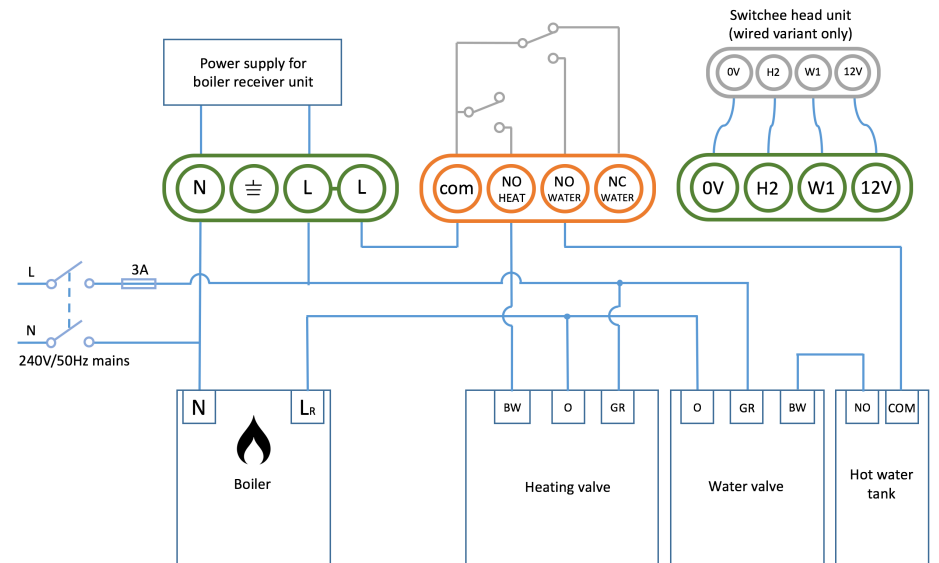 Switchee head unit
(wired variant only)
0V H2 W1 12V
Power supply for
boiler receiver unit
N L L
com NO HEAT NO WATER NC WATER
0V H2 W1 12V
L 3A
N
240V/50Hz mains
N LR
BW O GR
O GR BW
NO COM
Boiler
Heating valve
Water valve
Hot water
tank